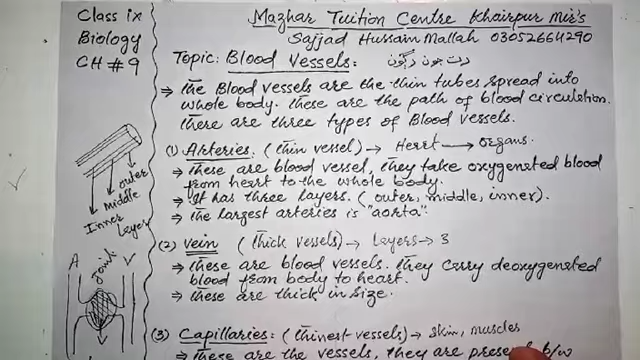 Class ix
Biology
CH # 9
Mazhar Tuition Centre Khairpur Mir's
Sajjad Hussain Mallah 03052664290
Topic: Blood Vessels:
⇒ The Blood vessels are the thin tubes spread into
whole body. These are the path of blood circulation.
There are three types of Blood vessels.
(1) Arteries. (thin vessel) → Heart → organs.
⇒ These are blood vessel, They take oxygenated blood
from heart to the whole body.
⇒ It has three layers. (outer, middle, inner).
⇒ The largest arteries is "aorta".
outer
Middle
Inner
Layer
(2) Vein (Thick vessels) → Layers → 3
⇒ These are blood vessels. They carry deoxygenated
blood from body to heart.
⇒ These are thick in size.
A Joint V
(3) Capillaries: (thinest vessels) → skin, muscles
⇒ These are the vessels, they are present b/w